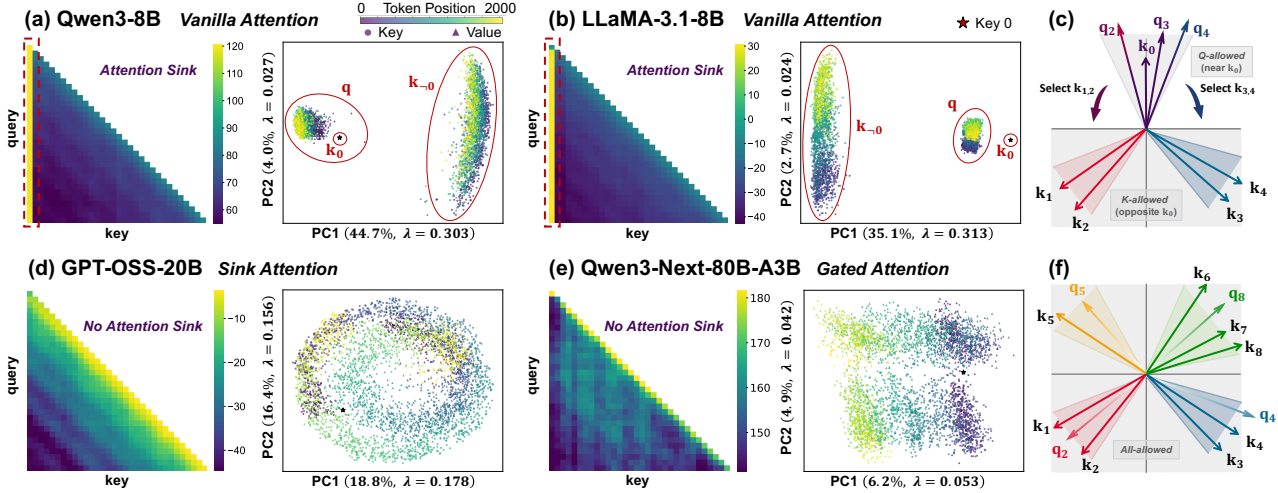 (a) Qwen3-8B Vanilla Attention
Token Position
0 2000
Key Value
(b) LLaMA-3.1-8B Vanilla Attention
Key 0
(c)
Attention Sink
query
key
120
110
100
90
80
70
60
PC2 (4.0%, λ = 0.027)
PC1 (44.7%, λ = 0.303)
q
k₀
k¬0
Attention Sink
query
key
30
20
10
0
−10
−20
−30
−40
PC2 (2.7%, λ = 0.024)
PC1 (35.1%, λ = 0.313)
k¬0
q
k₀
q₂
k₀
q₃
q₄
Q-allowed
(near k₀)
Select k₁,₂
Select k₃,₄
k₁
k₂
K-allowed
(opposite k₀)
k₄
k₃
(d) GPT-OSS-20B Sink Attention
No Attention Sink
query
key
−10
−20
−30
−40
PC2 (16.4%, λ = 0.156)
PC1 (18.8%, λ = 0.178)
(e) Qwen3-Next-80B-A3B Gated Attention
No Attention Sink
query
key
180
170
160
150
PC2 (4.9%, λ = 0.042)
PC1 (6.2%, λ = 0.053)
(f)
k₆
q₅
q₈
k₅
k₇
k₈
k₁
q₂
k₂
All-allowed
q₄
k₄
k₃